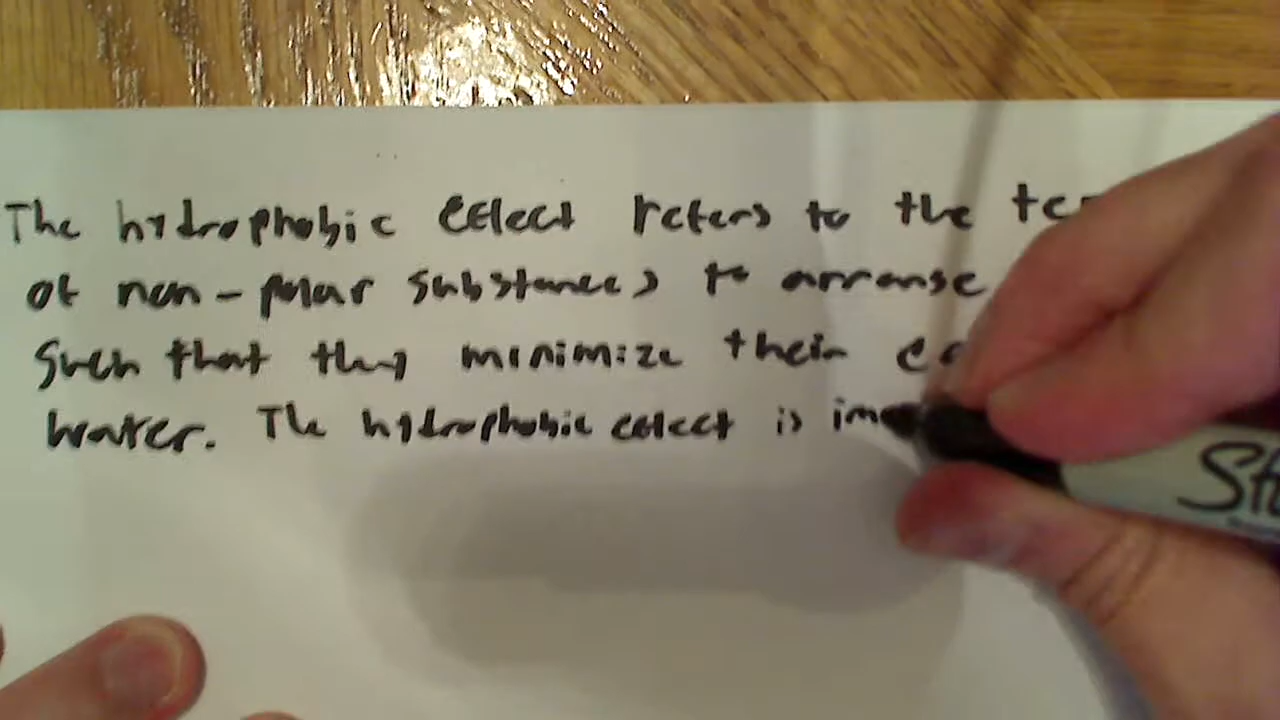 The hydrophobic effect refers to the te
of non-polar substances to arrange
such that they minimize their co
water. The hydrophobic effect is im